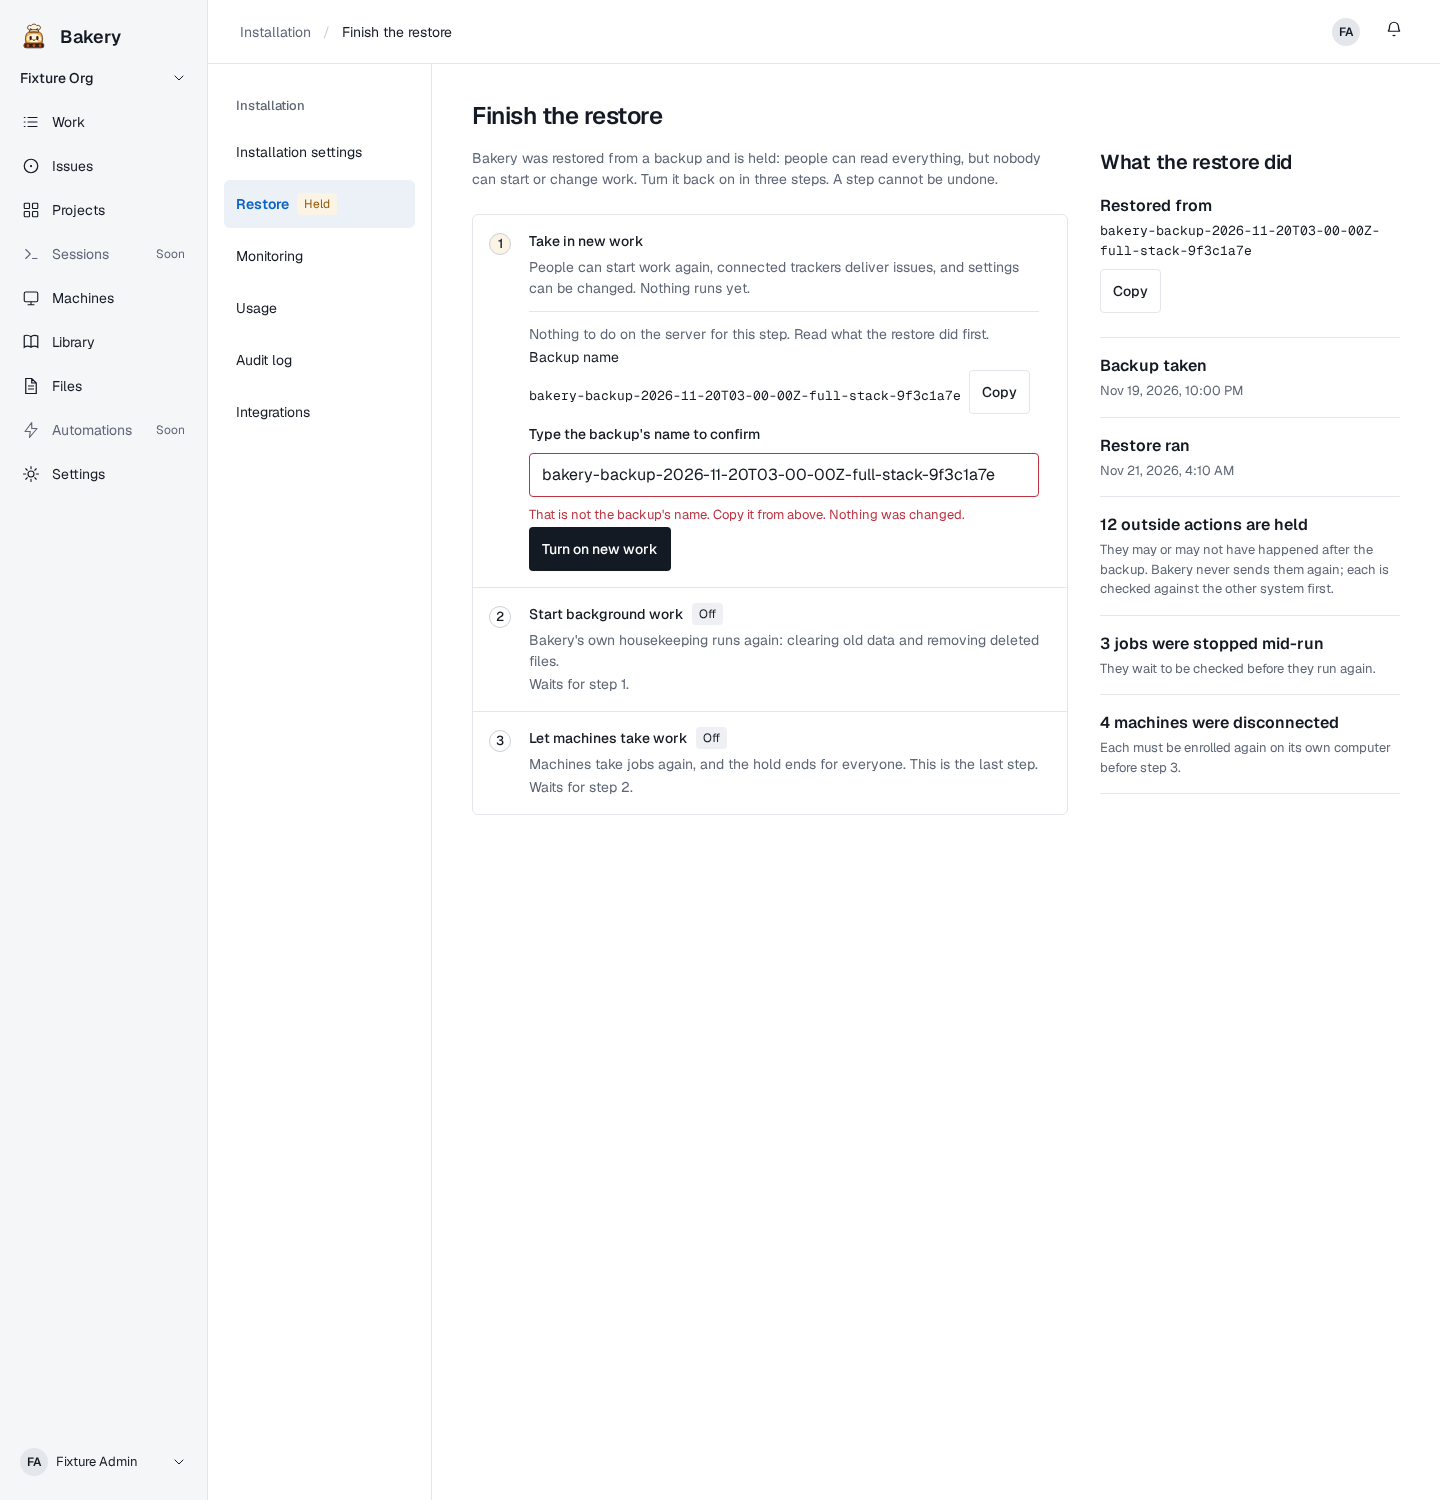 Bakery
Fixture Org
Work
Issues
Projects
Sessions Soon
Machines
Library
Files
Automations Soon
Settings
FA Fixture Admin
Installation / Finish the restore
FA
Installation
Installation settings
Restore Held
Monitoring
Usage
Audit log
Integrations
Finish the restore
Bakery was restored from a backup and is held: people can read everything, but nobody
can start or change work. Turn it back on in three steps. A step cannot be undone.
1 Take in new work
People can start work again, connected trackers deliver issues, and settings
can be changed. Nothing runs yet.
Nothing to do on the server for this step. Read what the restore did first.
Backup name
bakery-backup-2026-11-20T03-00-00Z-full-stack-9f3c1a7e Copy
Type the backup's name to confirm
bakery-backup-2026-11-20T03-00-00Z-full-stack-9f3c1a7e
That is not the backup's name. Copy it from above. Nothing was changed.
Turn on new work
2 Start background work Off
Bakery's own housekeeping runs again: clearing old data and removing deleted
files.
Waits for step 1.
3 Let machines take work Off
Machines take jobs again, and the hold ends for everyone. This is the last step.
Waits for step 2.
What the restore did
Restored from
bakery-backup-2026-11-20T03-00-00Z-
full-stack-9f3c1a7e
Copy
Backup taken
Nov 19, 2026, 10:00 PM
Restore ran
Nov 21, 2026, 4:10 AM
12 outside actions are held
They may or may not have happened after the
backup. Bakery never sends them again; each is
checked against the other system first.
3 jobs were stopped mid-run
They wait to be checked before they run again.
4 machines were disconnected
Each must be enrolled again on its own computer
before step 3.